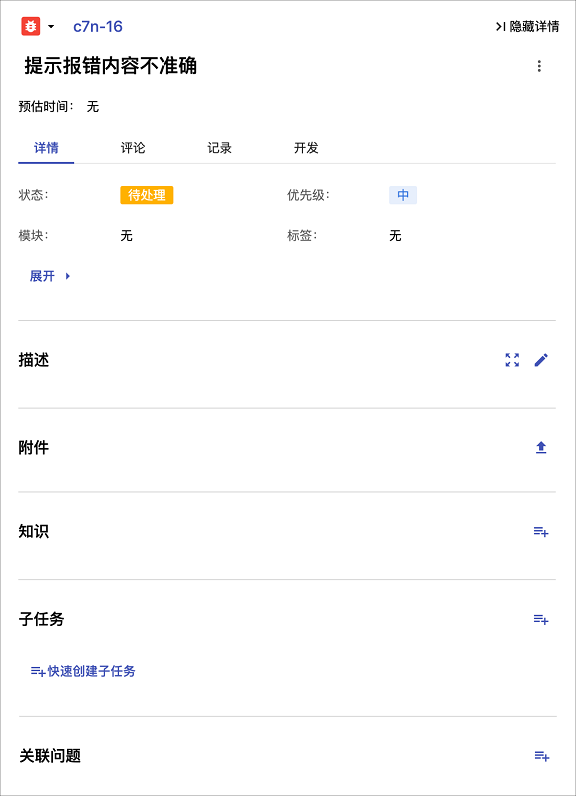 c7n-16 隐藏详情
提示报错内容不准确
预估时间： 无
详情 评论 记录 开发
状态： 待处理 优先级： 中
模块： 无 标签： 无
展开
描述
附件
知识
子任务
快速创建子任务
关联问题